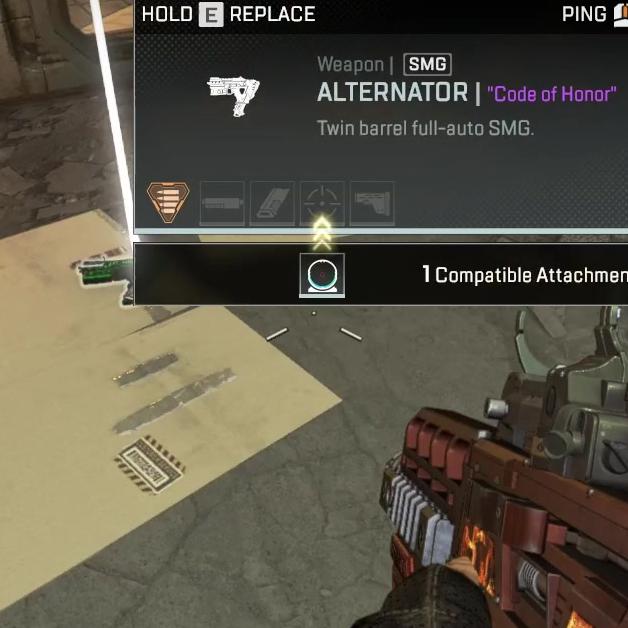 HOLD E REPLACE
PING
Weapon | SMG
ALTERNATOR | "Code of Honor"
Twin barrel full-auto SMG.
1 Compatible Attachmen